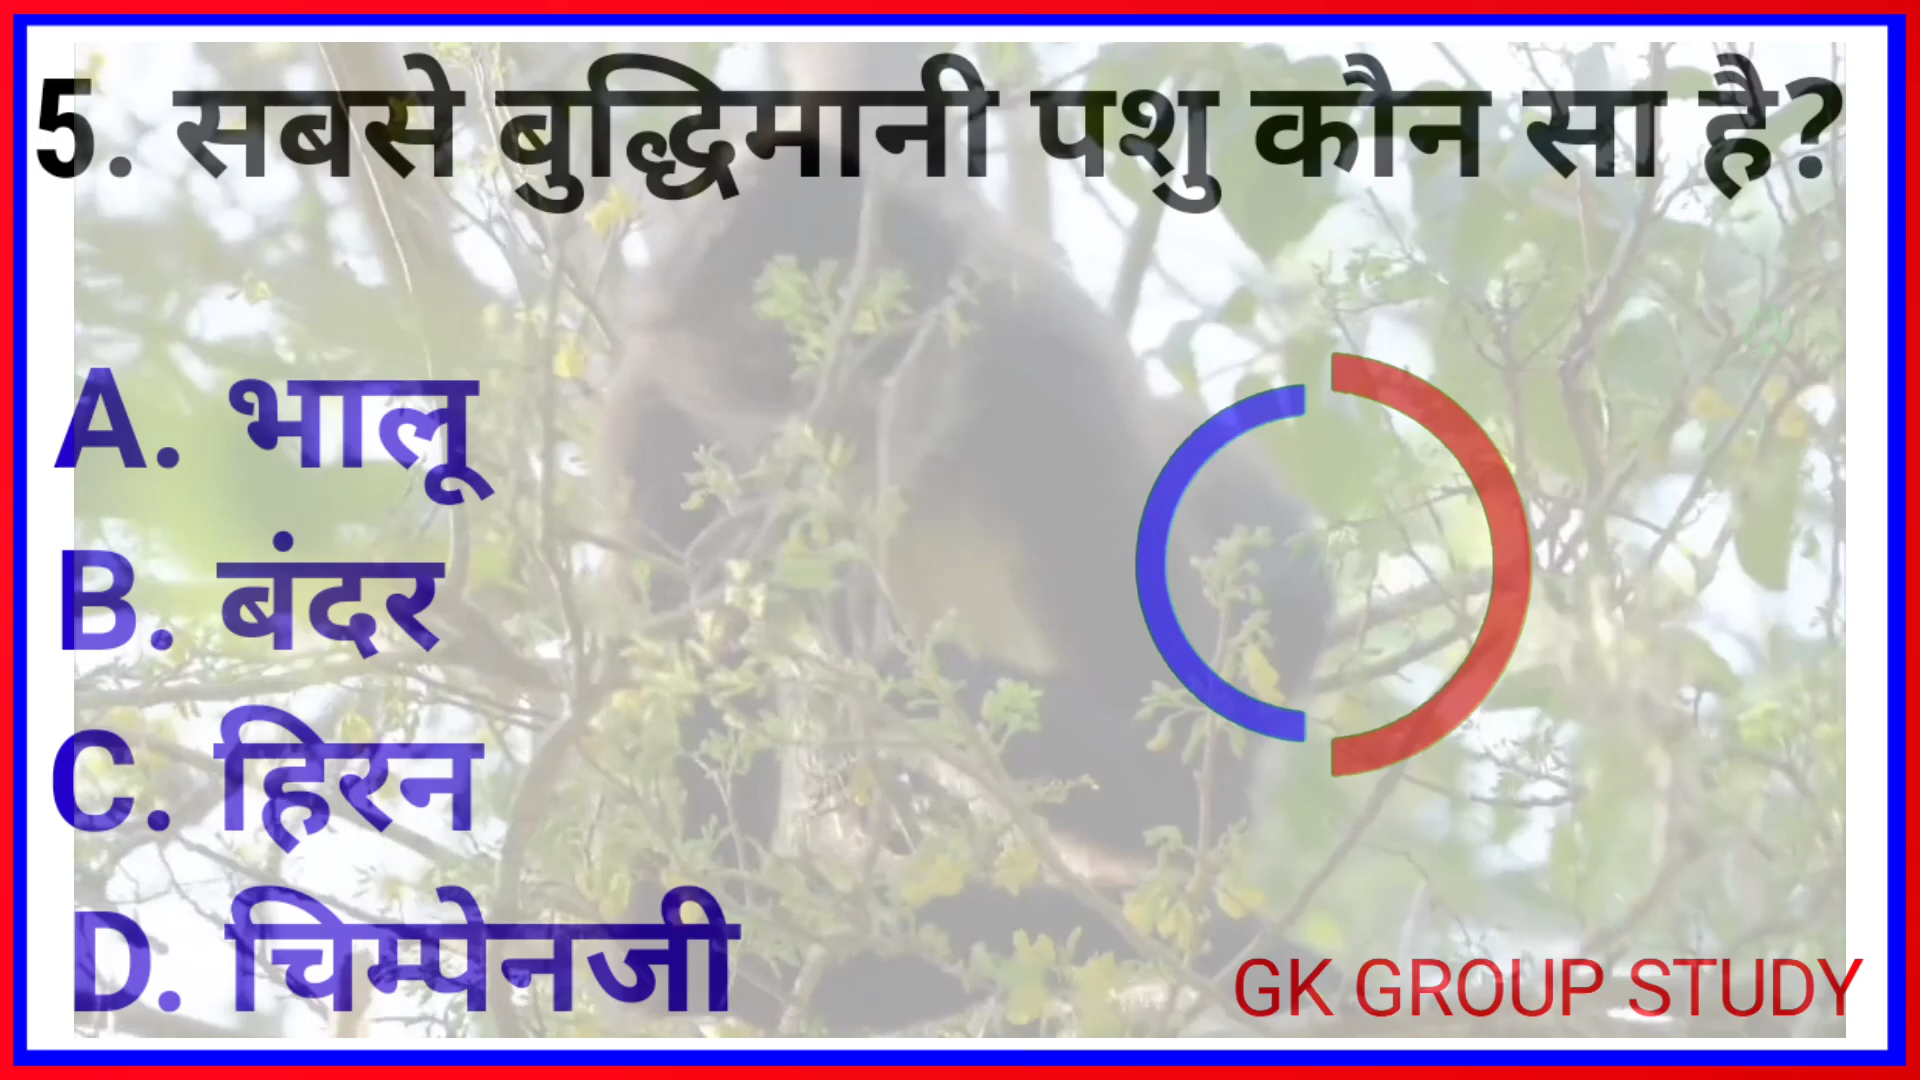 5. सबसे बुद्धिमानी पशु कौन सा है?
A. भालू
B. बंदर
C. हिरन
D. चिम्पेनजी
GK GROUP STUDY